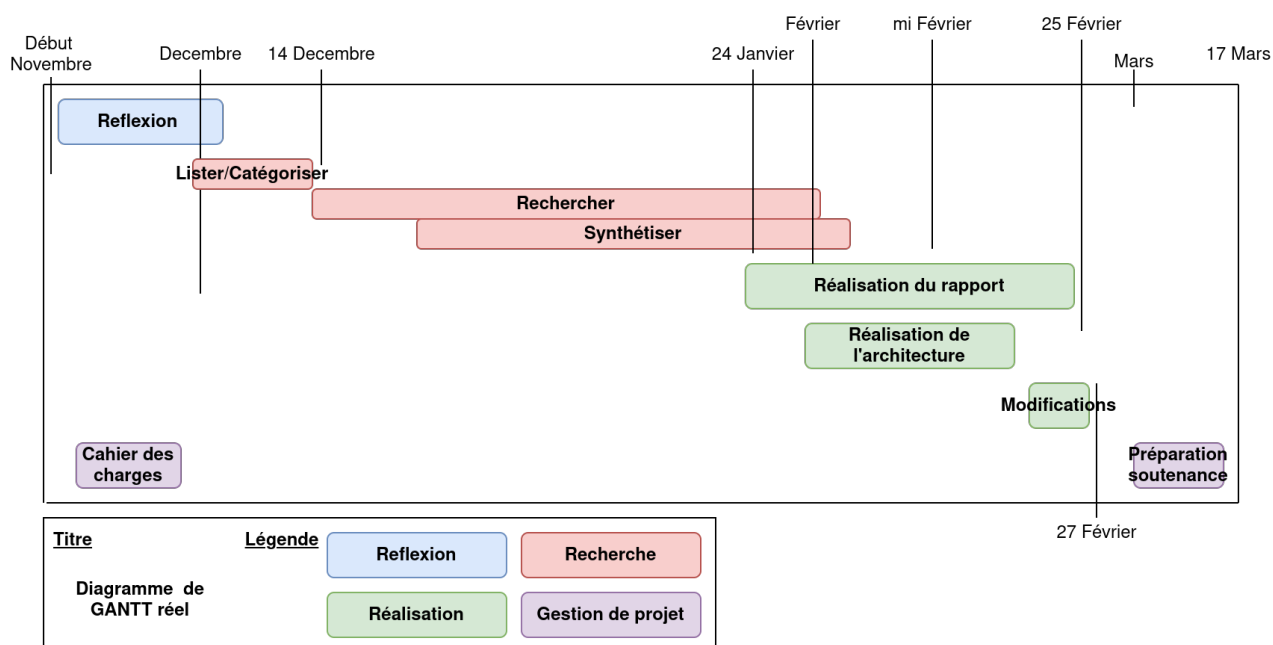 Début
Novembre
Decembre
14 Decembre
24 Janvier
Février
mi Février
25 Février
Mars
17 Mars
Reflexion
Lister/Catégoriser
Rechercher
Synthétiser
Réalisation du rapport
Réalisation de
l'architecture
Modifications
Cahier des
charges
Préparation
soutenance
27 Février
Titre
Légende
Reflexion
Recherche
Diagramme de
GANTT réel
Réalisation
Gestion de projet